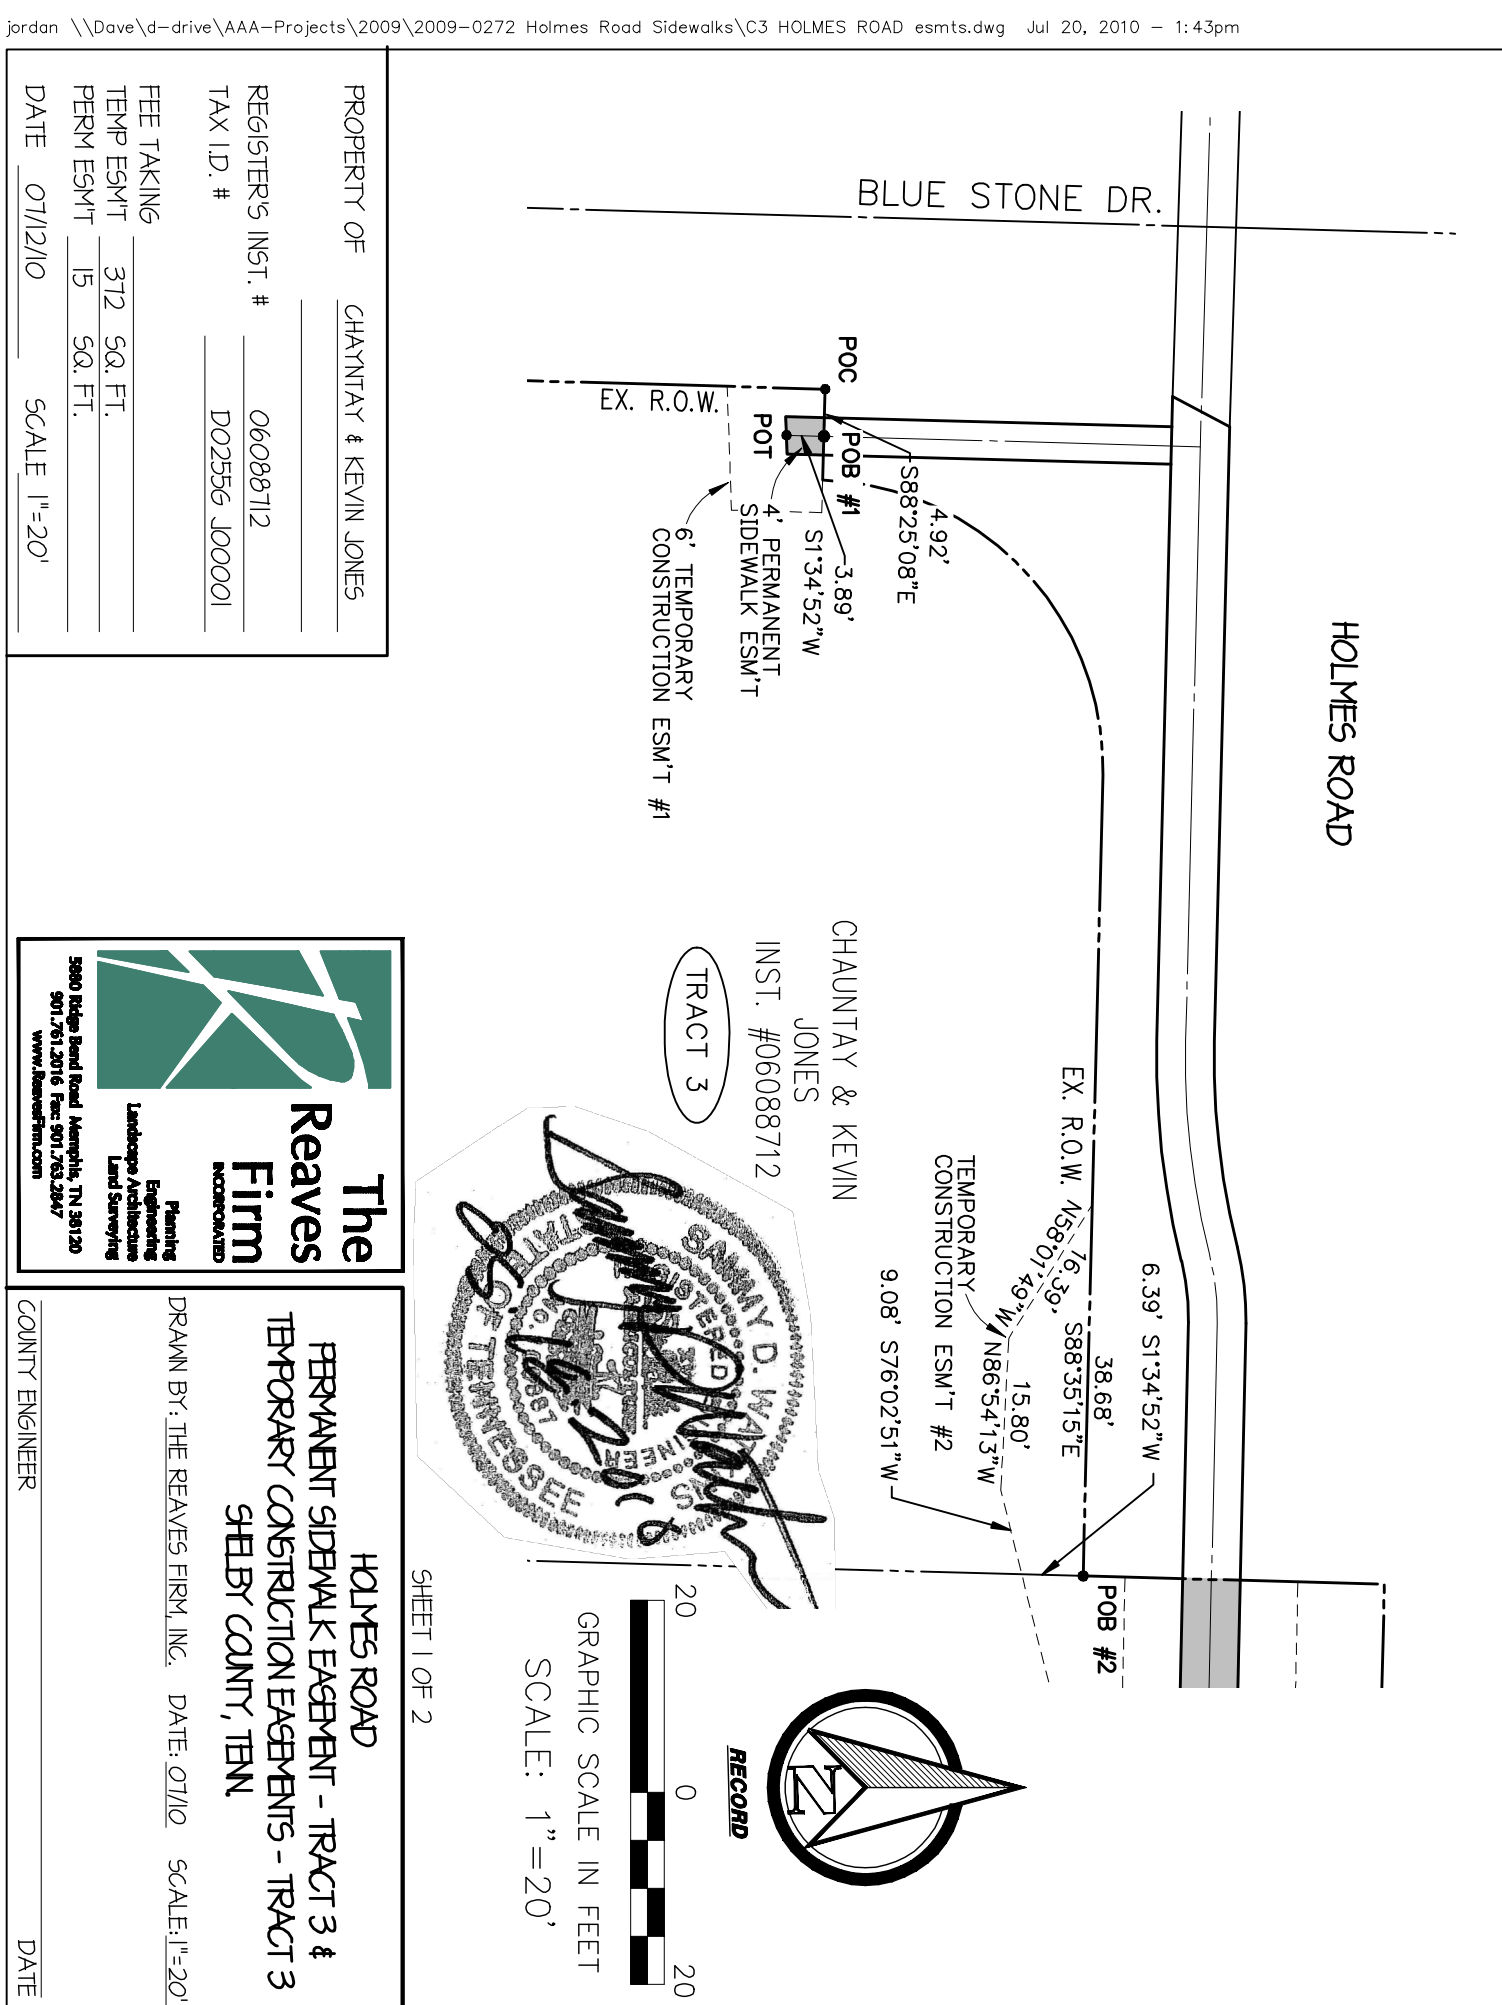 jordan \\Dave\d-drive\AAA-Projects\2009\2009-0272 Holmes Road Sidewalks\C3 HOLMES ROAD esmts.dwg Jul 20, 2010 - 1:43pm
HOLMES ROAD
BLUE STONE DR.
POC
EX. R.O.W.
POT
POB #1
4.92'
S88°25'08"E
3.89'
S1°34'52"W
4' PERMANENT
SIDEWALK ESM'T
6' TEMPORARY
CONSTRUCTION ESM'T #1
CHAUNTAY & KEVIN
JONES
INST. #06088712
TRACT 3
EX. R.O.W.
N58°01'49"W
16.39'
38.68'
S88°35'15"E
6.39' S1°34'52"W
15.80'
N86°54'13"W
TEMPORARY
CONSTRUCTION ESM'T #2
9.08' S76°02'51"W
POB #2
N
RECORD
20 0 20
GRAPHIC SCALE IN FEET
SCALE: 1"=20'
SAMMY D. WAT
REGISTERED
STATE OF TENNESSEE
SHEET 1 OF 2
PROPERTY OF CHAYNTAY & KEVIN JONES
REGISTER'S INST. # 06088712
TAX I.D. # D0255G J00001
FEE TAKING
TEMP ESM'T 372 SQ. FT.
PERM ESM'T 15 SQ. FT.
DATE 07/12/10 SCALE 1"=20'
The
Reaves
Firm
INCORPORATED
Planning
Engineering
Landscape Architecture
Land Surveying
5880 Ridge Bend Road Memphis, TN 38120
901.761.2016 Fax: 901.763.2847
www.ReavesFirm.com
HOLMES ROAD
PERMANENT SIDEWALK EASEMENT - TRACT 3 &
TEMPORARY CONSTRUCTION EASEMENTS - TRACT 3
SHELBY COUNTY, TENN.
DRAWN BY: THE REAVES FIRM, INC. DATE: 07/10 SCALE: 1"=20'
COUNTY ENGINEER DATE